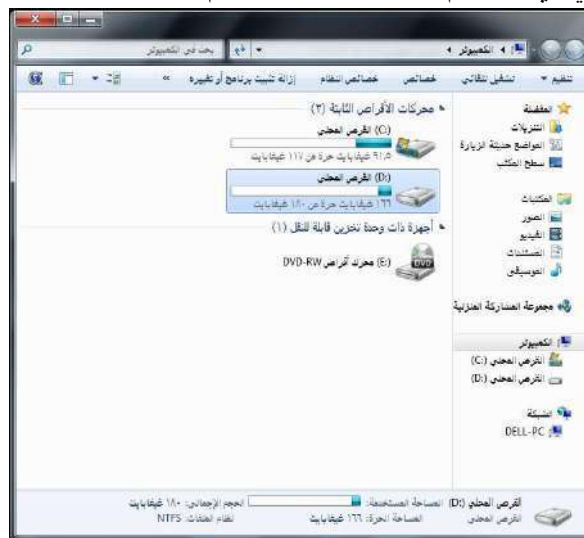 الكمبيوتر
بحث في الكمبيوتر
تنظيم
تشغيل تلقائي
خصائص
خصائص النظام
إزالة تثبيت برنامج أو تغييره
»
المفضلة
التنزيلات
المواضع حديثة الزيارة
سطح المكتب
المكتبات
الصور
الفيديو
المستندات
الموسيقى
مجموعة المشاركة المنزلية
الكمبيوتر
القرص المحلي (C:)
القرص المحلي (D:)
الشبكة
DELL-PC
محركات الأقراص الثابتة (٢)
القرص المحلي (C:)
٩١,٥ غيغابايت حرة من ١١٧ غيغابايت
القرص المحلي (D:)
١٦٦ غيغابايت حرة من ١٨٠ غيغابايت
أجهزة ذات وحدة تخزين قابلة للنقل (١)
محرك أقراص DVD-RW (E:)
DVD
القرص المحلي (D:) المساحة المستخدمة: الحجم الإجمالي: ١٨٠ غيغابايت
القرص المحلي المساحة الحرة: ١٦٦ غيغابايت نظام الملفات: NTFS